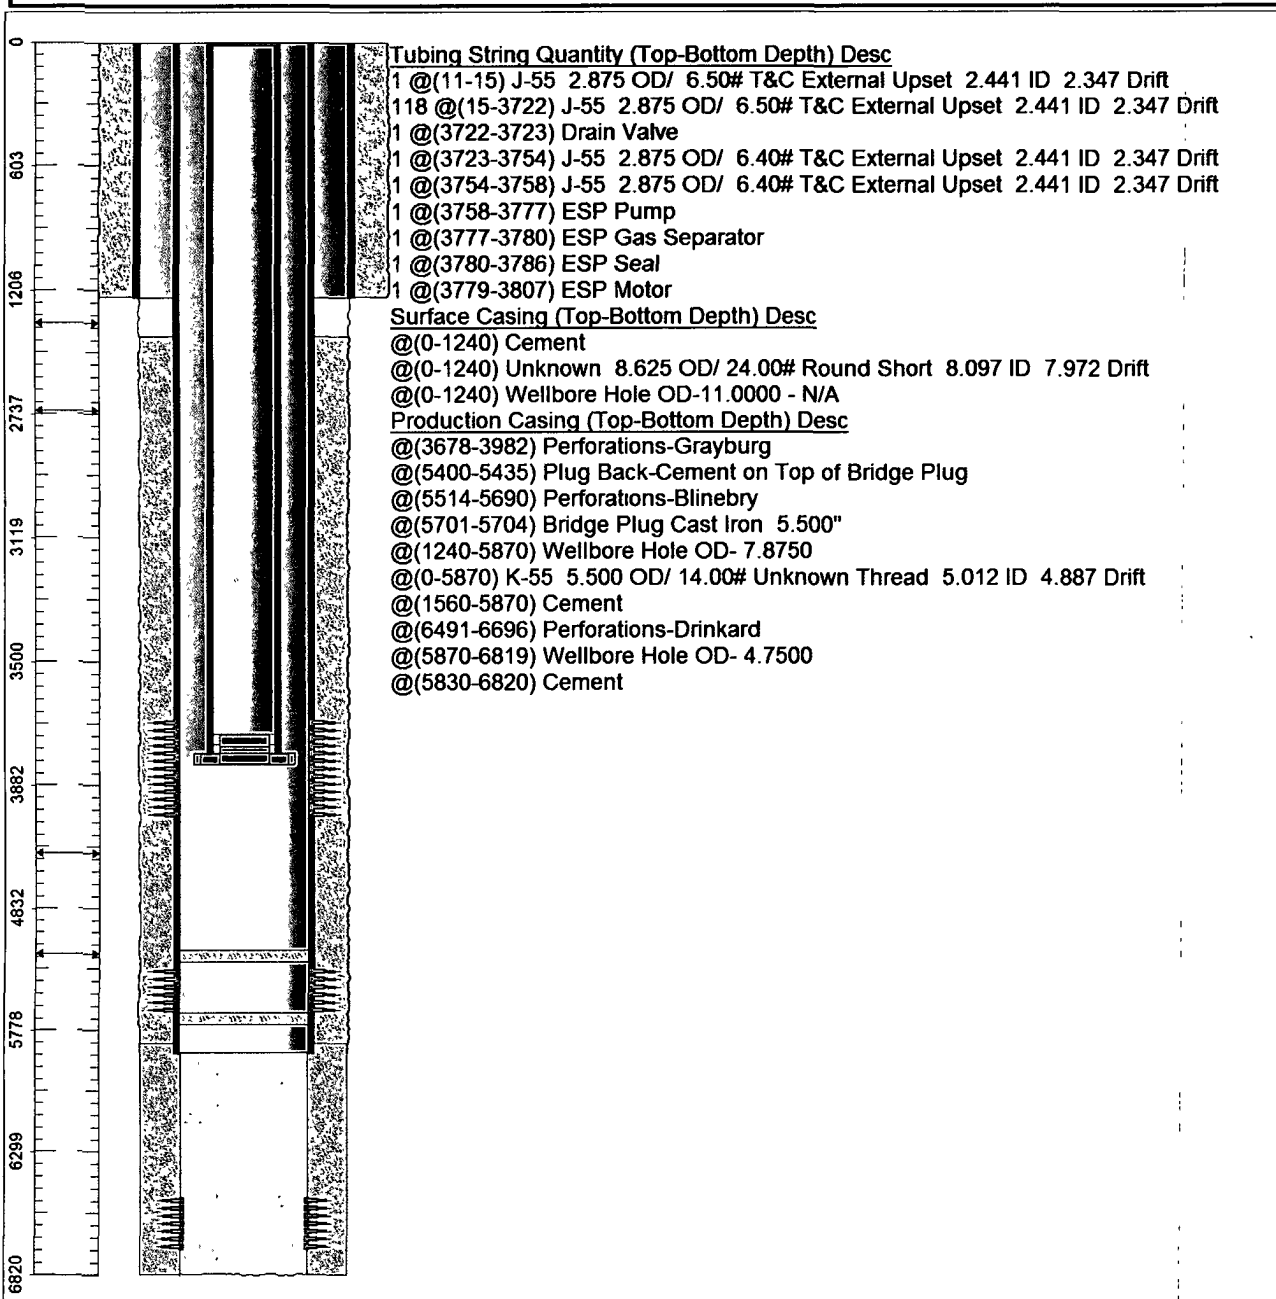 Tubing String Quantity (Top-Bottom Depth) Desc
1 @(11-15) J-55 2.875 OD/ 6.50# T&C External Upset 2.441 ID 2.347 Drift
118 @(15-3722) J-55 2.875 OD/ 6.50# T&C External Upset 2.441 ID 2.347 Drift
1 @(3722-3723) Drain Valve
1 @(3723-3754) J-55 2.875 OD/ 6.40# T&C External Upset 2.441 ID 2.347 Drift
1 @(3754-3758) J-55 2.875 OD/ 6.40# T&C External Upset 2.441 ID 2.347 Drift
1 @(3758-3777) ESP Pump
1 @(3777-3780) ESP Gas Separator
1 @(3780-3786) ESP Seal
1 @(3779-3807) ESP Motor
Surface Casing (Top-Bottom Depth) Desc
@(0-1240) Cement
@(0-1240) Unknown 8.625 OD/ 24.00# Round Short 8.097 ID 7.972 Drift
@(0-1240) Wellbore Hole OD-11.0000 - N/A
Production Casing (Top-Bottom Depth) Desc
@(3678-3982) Perforations-Grayburg
@(5400-5435) Plug Back-Cement on Top of Bridge Plug
@(5514-5690) Perforations-Blinebry
@(5701-5704) Bridge Plug Cast Iron 5.500"
@(1240-5870) Wellbore Hole OD- 7.8750
@(0-5870) K-55 5.500 OD/ 14.00# Unknown Thread 5.012 ID 4.887 Drift
@(1560-5870) Cement
@(6491-6696) Perforations-Drinkard
@(5870-6819) Wellbore Hole OD- 4.7500
@(5830-6820) Cement
0
603
1206
2737
3119
3500
3882
4832
5778
6299
6820